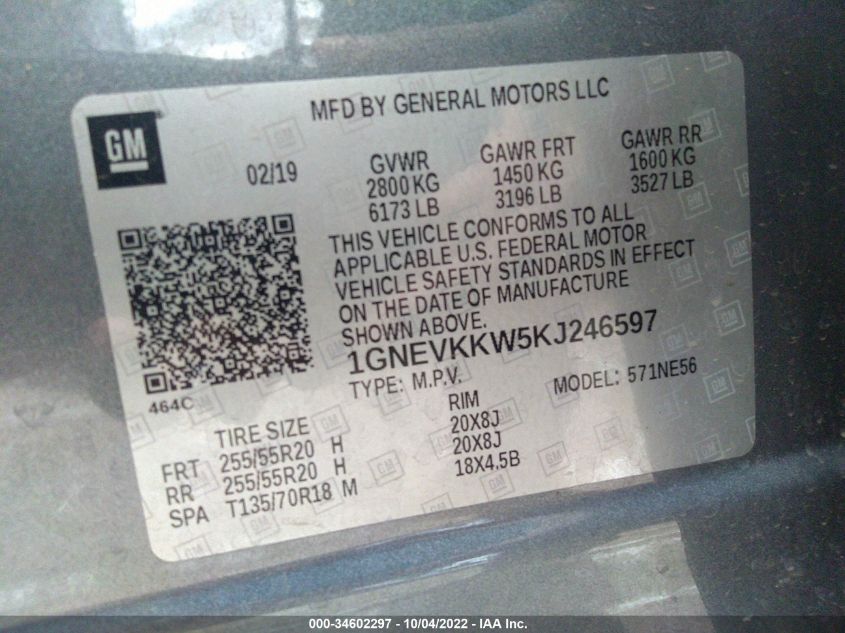 MFD BY GENERAL MOTORS LLC
GM
02/19
GVWR GAWR FRT GAWR RR
2800 KG 1450 KG 1600 KG
6173 LB 3196 LB 3527 LB
THIS VEHICLE CONFORMS TO ALL
APPLICABLE U.S. FEDERAL MOTOR
VEHICLE SAFETY STANDARDS IN EFFECT
ON THE DATE OF MANUFACTURE
SHOWN ABOVE.
1GNEVKKW5KJ246597
TYPE: M.P.V. MODEL: 571NE56
464C
TIRE SIZE RIM
FRT 255/55R20 H 20X8J
RR 255/55R20 H 20X8J
SPA T135/70R18 M 18X4.5B
000-34602297 - 10/04/2022 - IAA Inc.